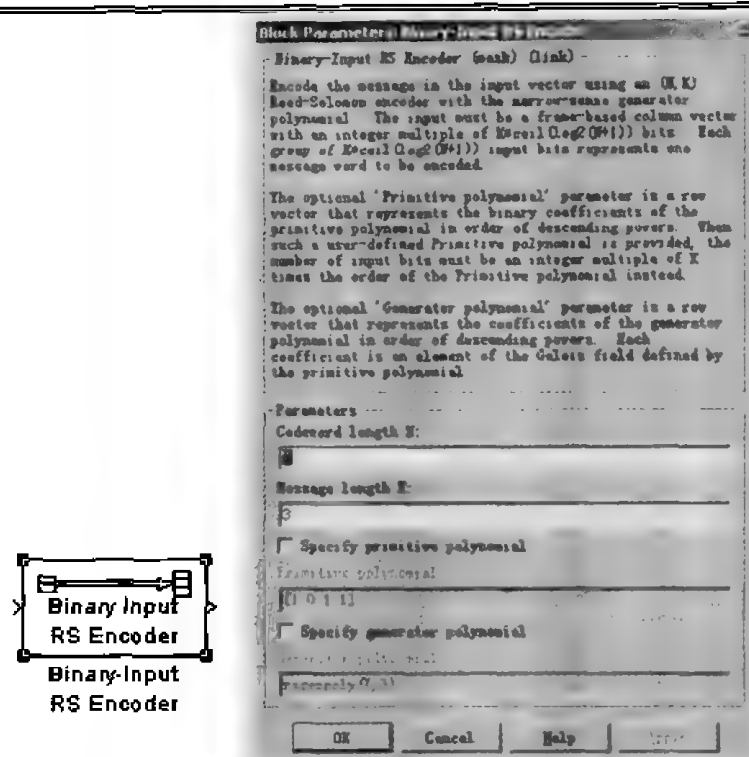 Block Parameters: Binary-Input RS Encoder
Binary-Input RS Encoder (mask) (link)
Encode the message in the input vector using an (N,K)
Reed-Solomon encoder with the narrow-sense generator
polynomial The input must be a frame-based column vector
with an integer multiple of K*ceil(log2(N+1)) bits Each
group of K*ceil(log2(N+1)) input bits represents one
message word to be encoded
The optional 'Primitive polynomial' parameter is a row
vector that represents the binary coefficients of the
primitive polynomial in order of descending powers. When
such a user-defined Primitive polynomial is provided, the
number of input bits must be an integer multiple of K
times the order of the Primitive polynomial instead.
The optional 'Generator polynomial' parameter is a row
vector that represents the coefficients of the generator
polynomial in order of descending powers. Each
coefficient is an element of the Galois field defined by
the primitive polynomial
Parameters
Codeword length N:
Message length K:
3
Specify primitive polynomial
Primitive polynomial
[1 0 1 1]
Specify generator polynomial
Generator polynomial
OK Cancel Help Apply
Binary Input
RS Encoder
Binary-Input
RS Encoder